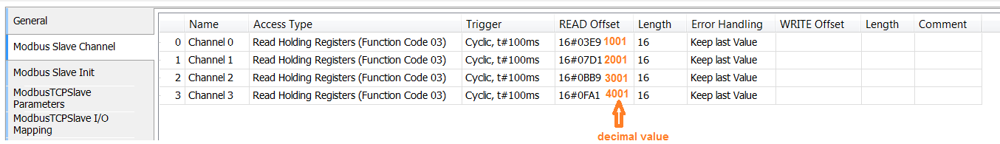 General
Modbus Slave Channel
Modbus Slave Init
ModbusTCPSlave
Parameters
ModbusTCPSlave I/O
Mapping
Name Access Type Trigger READ Offset Length Error Handling WRITE Offset Length Comment
0 Channel 0 Read Holding Registers (Function Code 03) Cyclic, t#100ms 16#03E9 1001 16 Keep last Value
1 Channel 1 Read Holding Registers (Function Code 03) Cyclic, t#100ms 16#07D1 2001 16 Keep last Value
2 Channel 2 Read Holding Registers (Function Code 03) Cyclic, t#100ms 16#0BB9 3001 16 Keep last Value
3 Channel 3 Read Holding Registers (Function Code 03) Cyclic, t#100ms 16#0FA1 4001 16 Keep last Value
decimal value